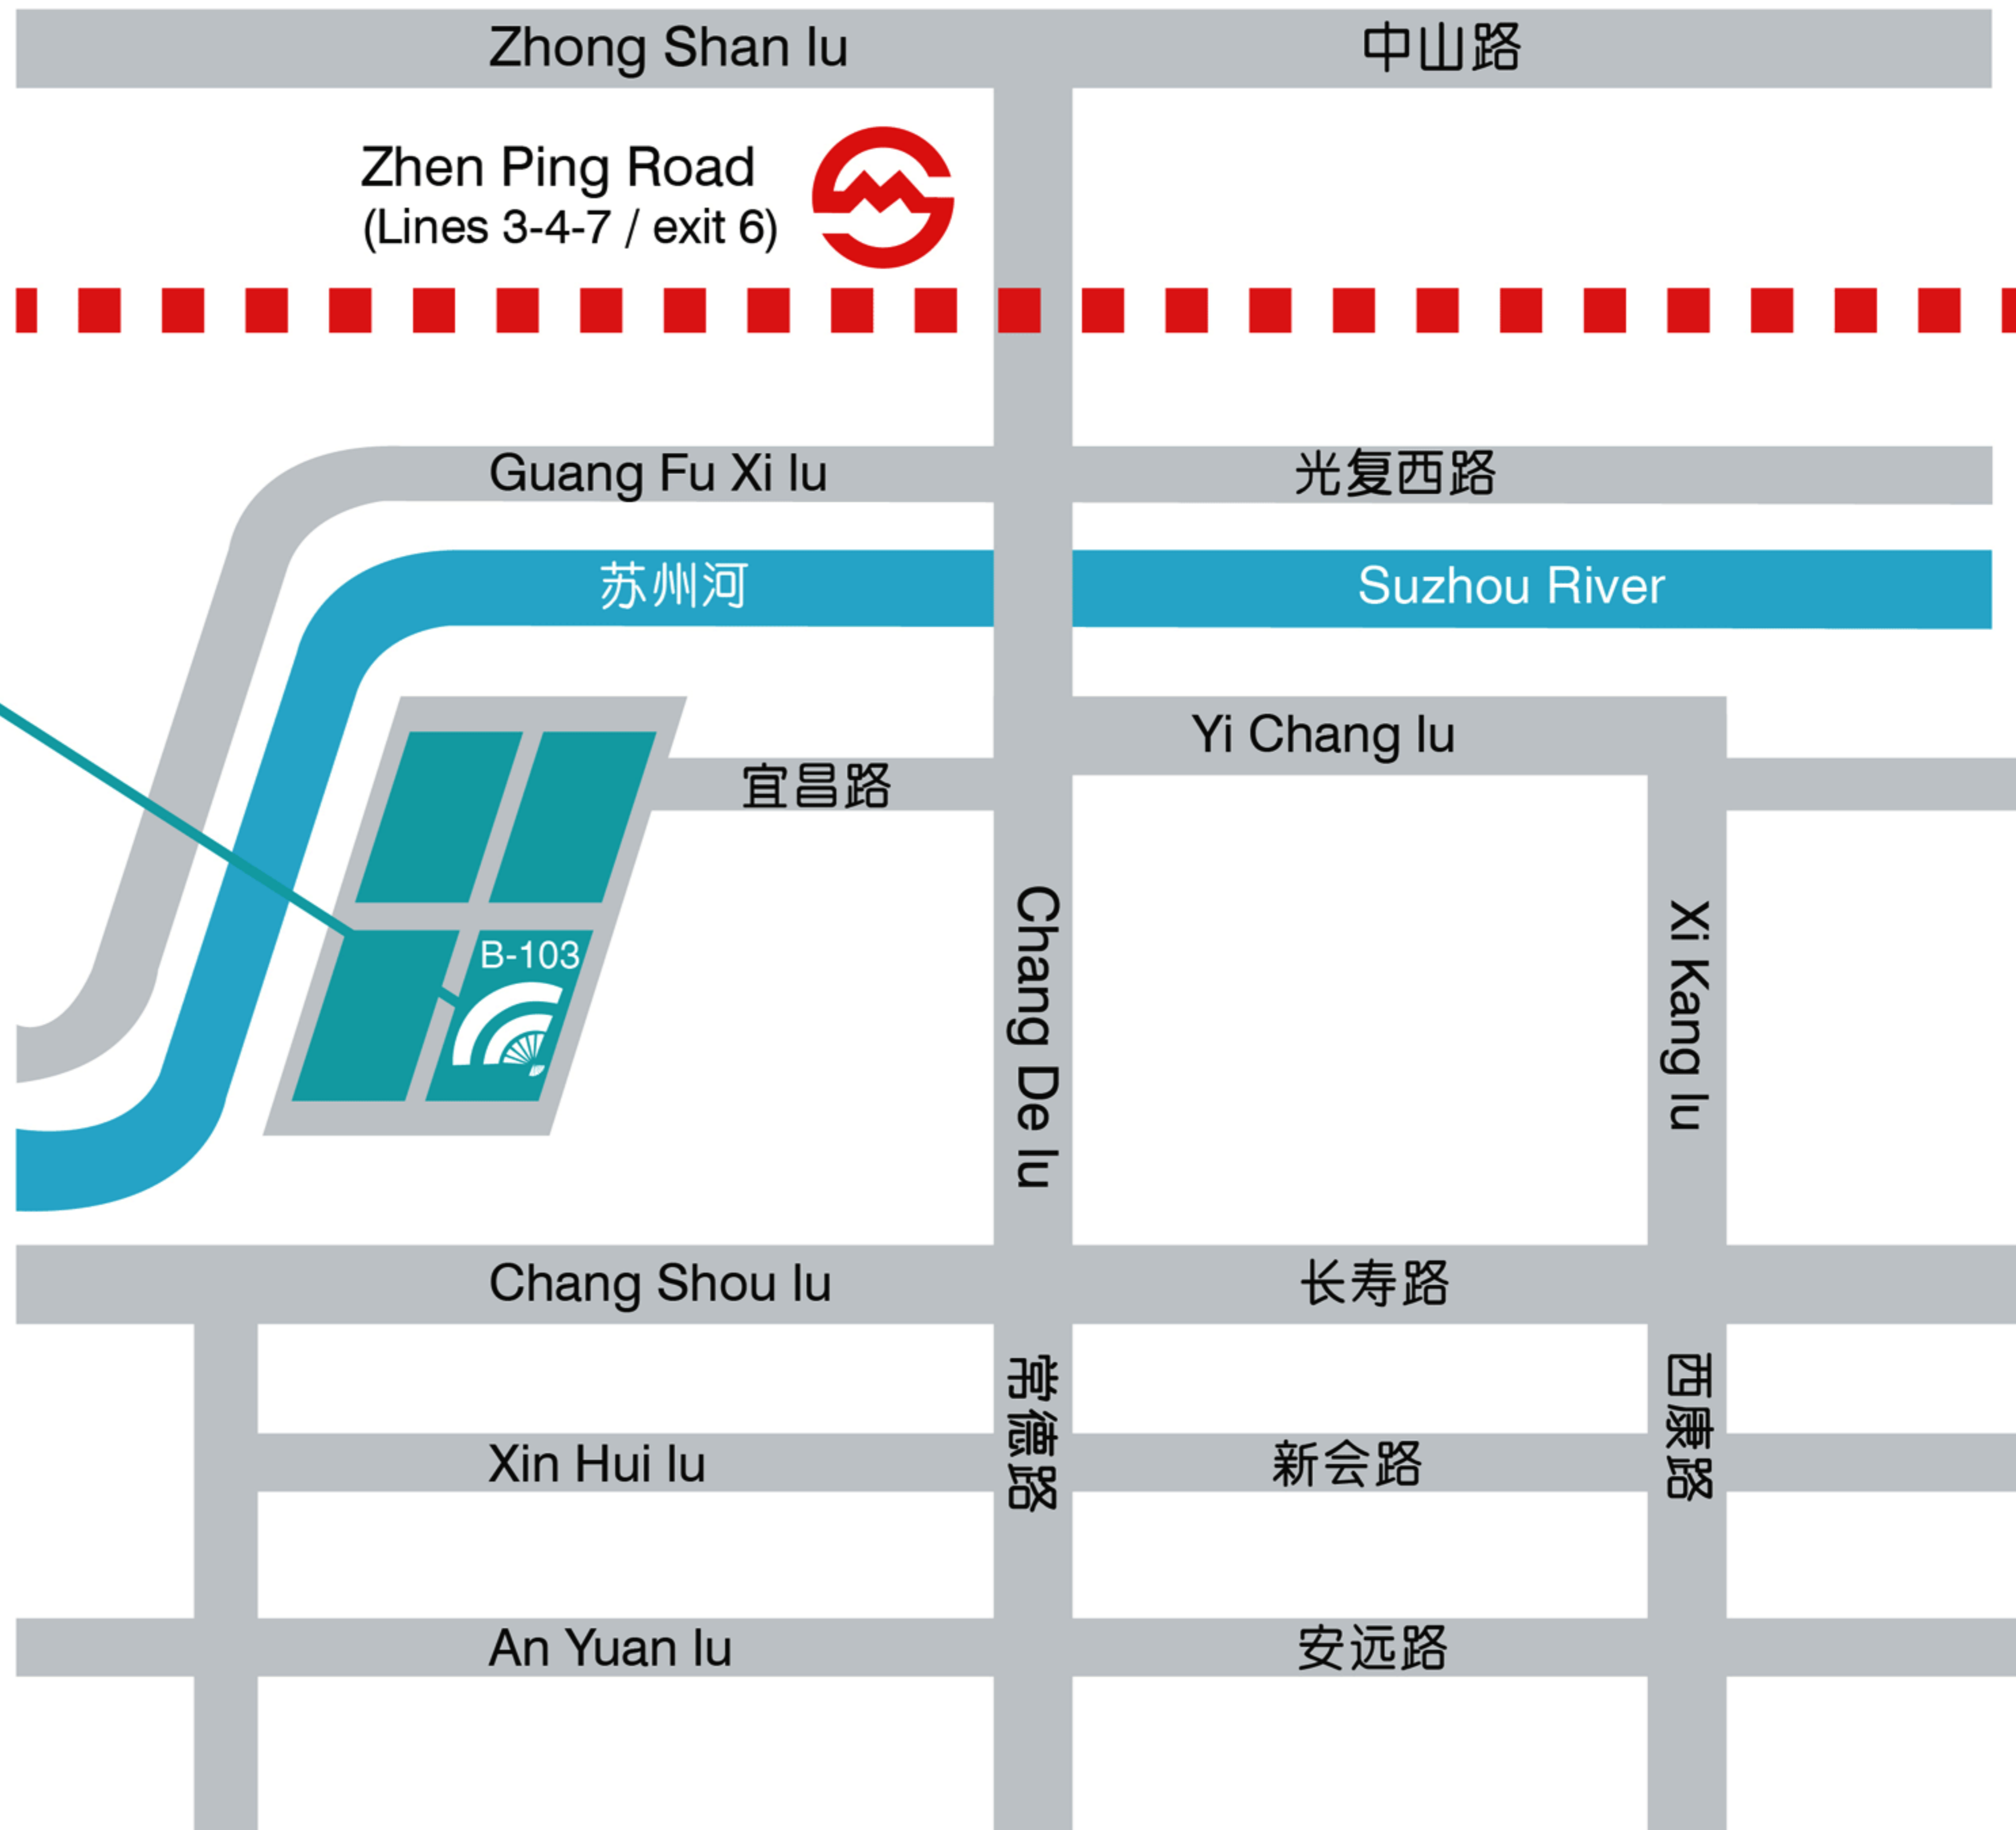 Zhong Shan lu
中山路
Zhen Ping Road
(Lines 3-4-7 / exit 6)
Guang Fu Xi lu
光复西路
苏州河
Suzhou River
Yi Chang lu
宜昌路
B-103
Chang De lu
Xi Kang lu
Chang Shou lu
长寿路
常德路
西康路
Xin Hui lu
新会路
An Yuan lu
安远路